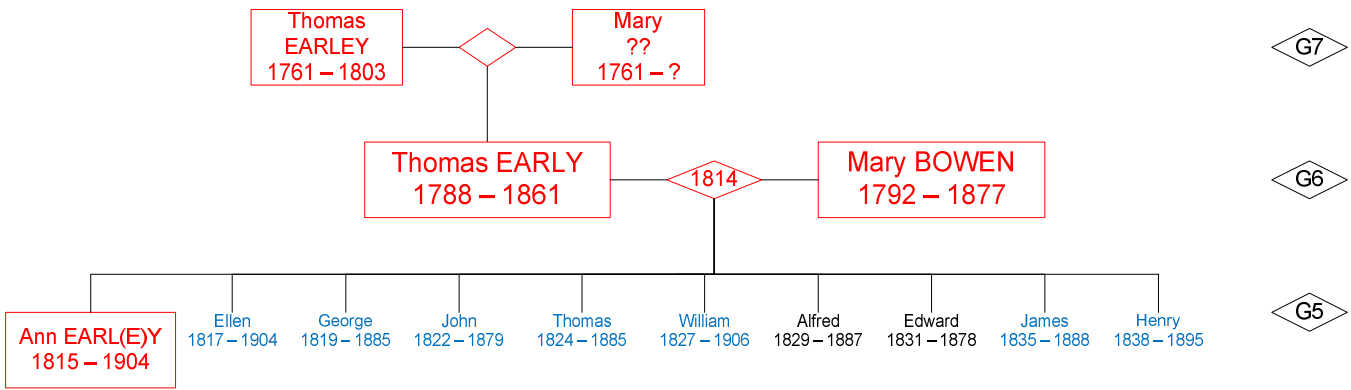 Thomas
EARLEY
1761 – 1803
Mary
??
1761 – ?
G7
Thomas EARLY
1788 – 1861
1814
Mary BOWEN
1792 – 1877
G6
Ann EARL(E)Y
1815 – 1904
Ellen
1817 – 1904
George
1819 – 1885
John
1822 – 1879
Thomas
1824 – 1885
William
1827 – 1906
Alfred
1829 – 1887
Edward
1831 – 1878
James
1835 – 1888
Henry
1838 – 1895
G5